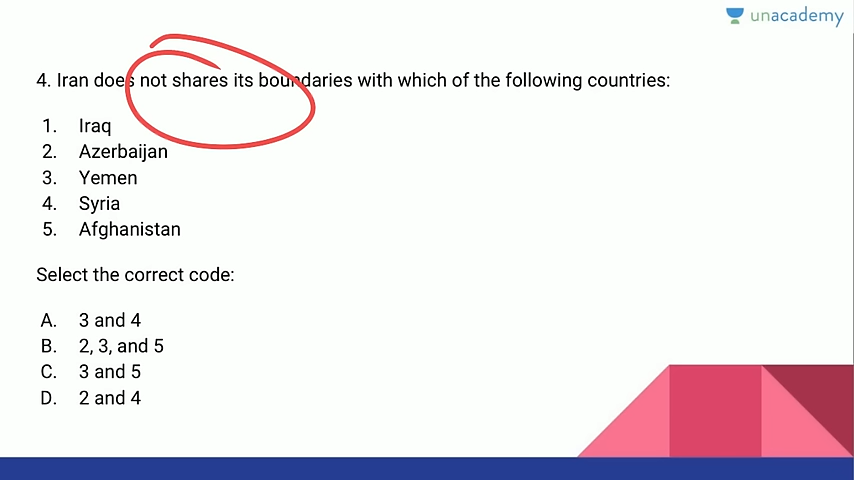 unacademy
4. Iran does not shares its boundaries with which of the following countries:
1. Iraq
2. Azerbaijan
3. Yemen
4. Syria
5. Afghanistan
Select the correct code:
A. 3 and 4
B. 2, 3, and 5
C. 3 and 5
D. 2 and 4